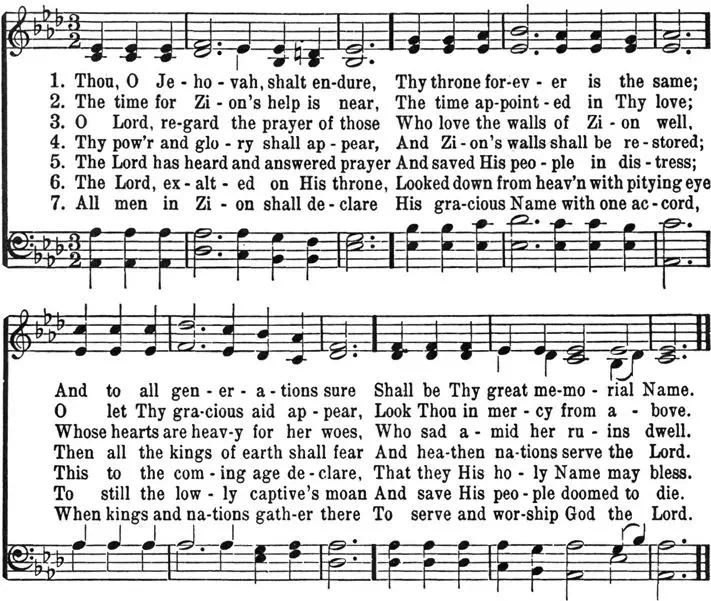 3
2
1. Thou, O Je - ho - vah, shalt en-dure, Thy throne for-ev - er is the same;
2. The time for Zi - on's help is near, The time ap-point - ed in Thy love;
3. O Lord, re-gard the prayer of those Who love the walls of Zi - on well,
4. Thy pow'r and glo - ry shall ap - pear, And Zi - on's walls shall be re - stored;
5. The Lord has heard and answered prayer And saved His peo - ple in dis - tress;
6. The Lord, ex - alt - ed on His throne, Looked down from heav'n with pitying eye
7. All men in Zi - on shall de - clare His gra-cious Name with one ac - cord,
3
2
And to all gen - er - a - tions sure Shall be Thy great me-mo - rial Name.
O let Thy gra-cious aid ap - pear, Look Thou in mer - cy from a - bove.
Whose hearts are heav-y for her woes, Who sad a - mid her ru - ins dwell.
Then all the kings of earth shall fear And hea-then na-tions serve the Lord.
This to the com - ing age de - clare, That they His ho - ly Name may bless.
To still the low - ly captive's moan And save His peo - ple doomed to die.
When kings and na-tions gath-er there To serve and wor-ship God the Lord.